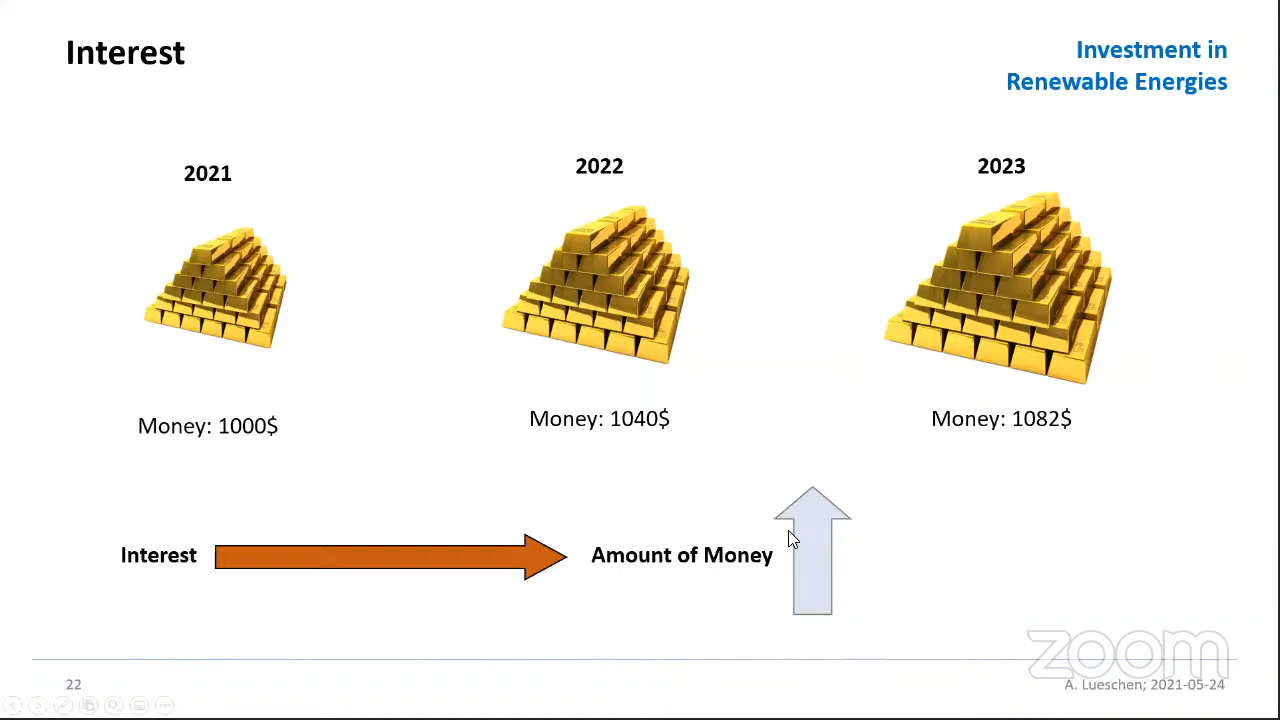 Interest
Investment in
Renewable Energies
2021
2022
2023
Money: 1000$
Money: 1040$
Money: 1082$
Interest
Amount of Money
zoom
22
A. Lueschen; 2021-05-24